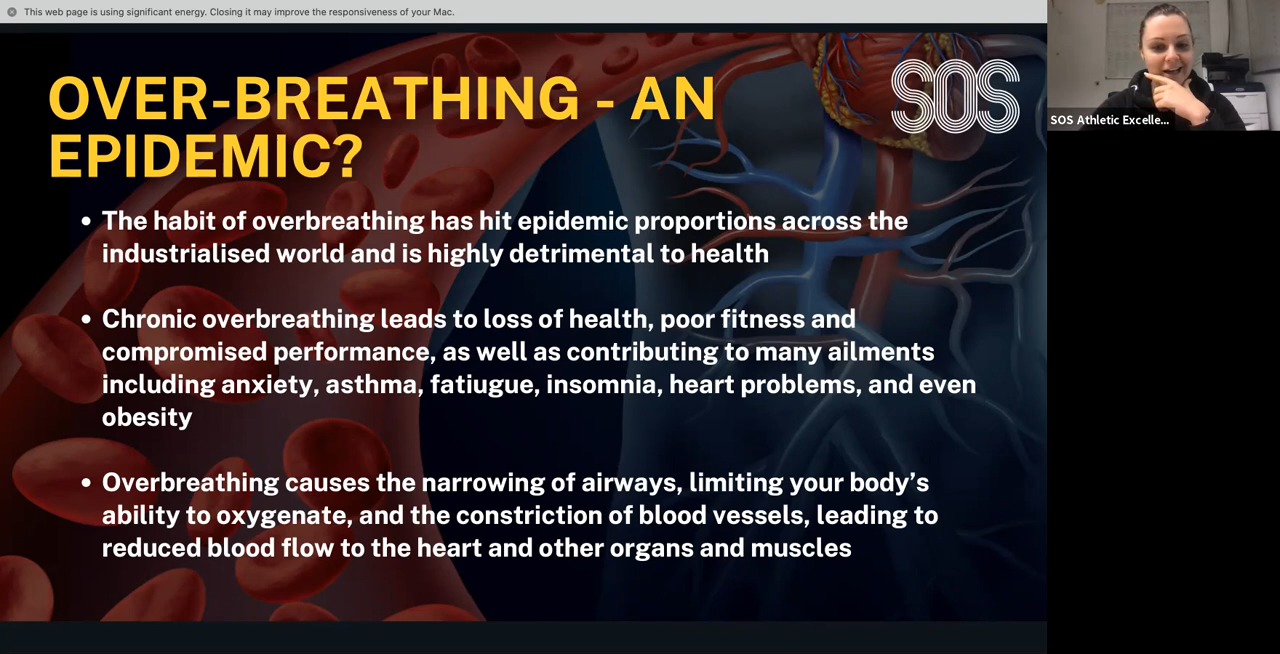 This web page is using significant energy. Closing it may improve the responsiveness of your Mac.
OVER-BREATHING - AN
EPIDEMIC?
SOS
SOS Athletic Excelle...
• The habit of overbreathing has hit epidemic proportions across the
industrialised world and is highly detrimental to health
• Chronic overbreathing leads to loss of health, poor fitness and
compromised performance, as well as contributing to many ailments
including anxiety, asthma, fatiugue, insomnia, heart problems, and even
obesity
• Overbreathing causes the narrowing of airways, limiting your body’s
ability to oxygenate, and the constriction of blood vessels, leading to
reduced blood flow to the heart and other organs and muscles